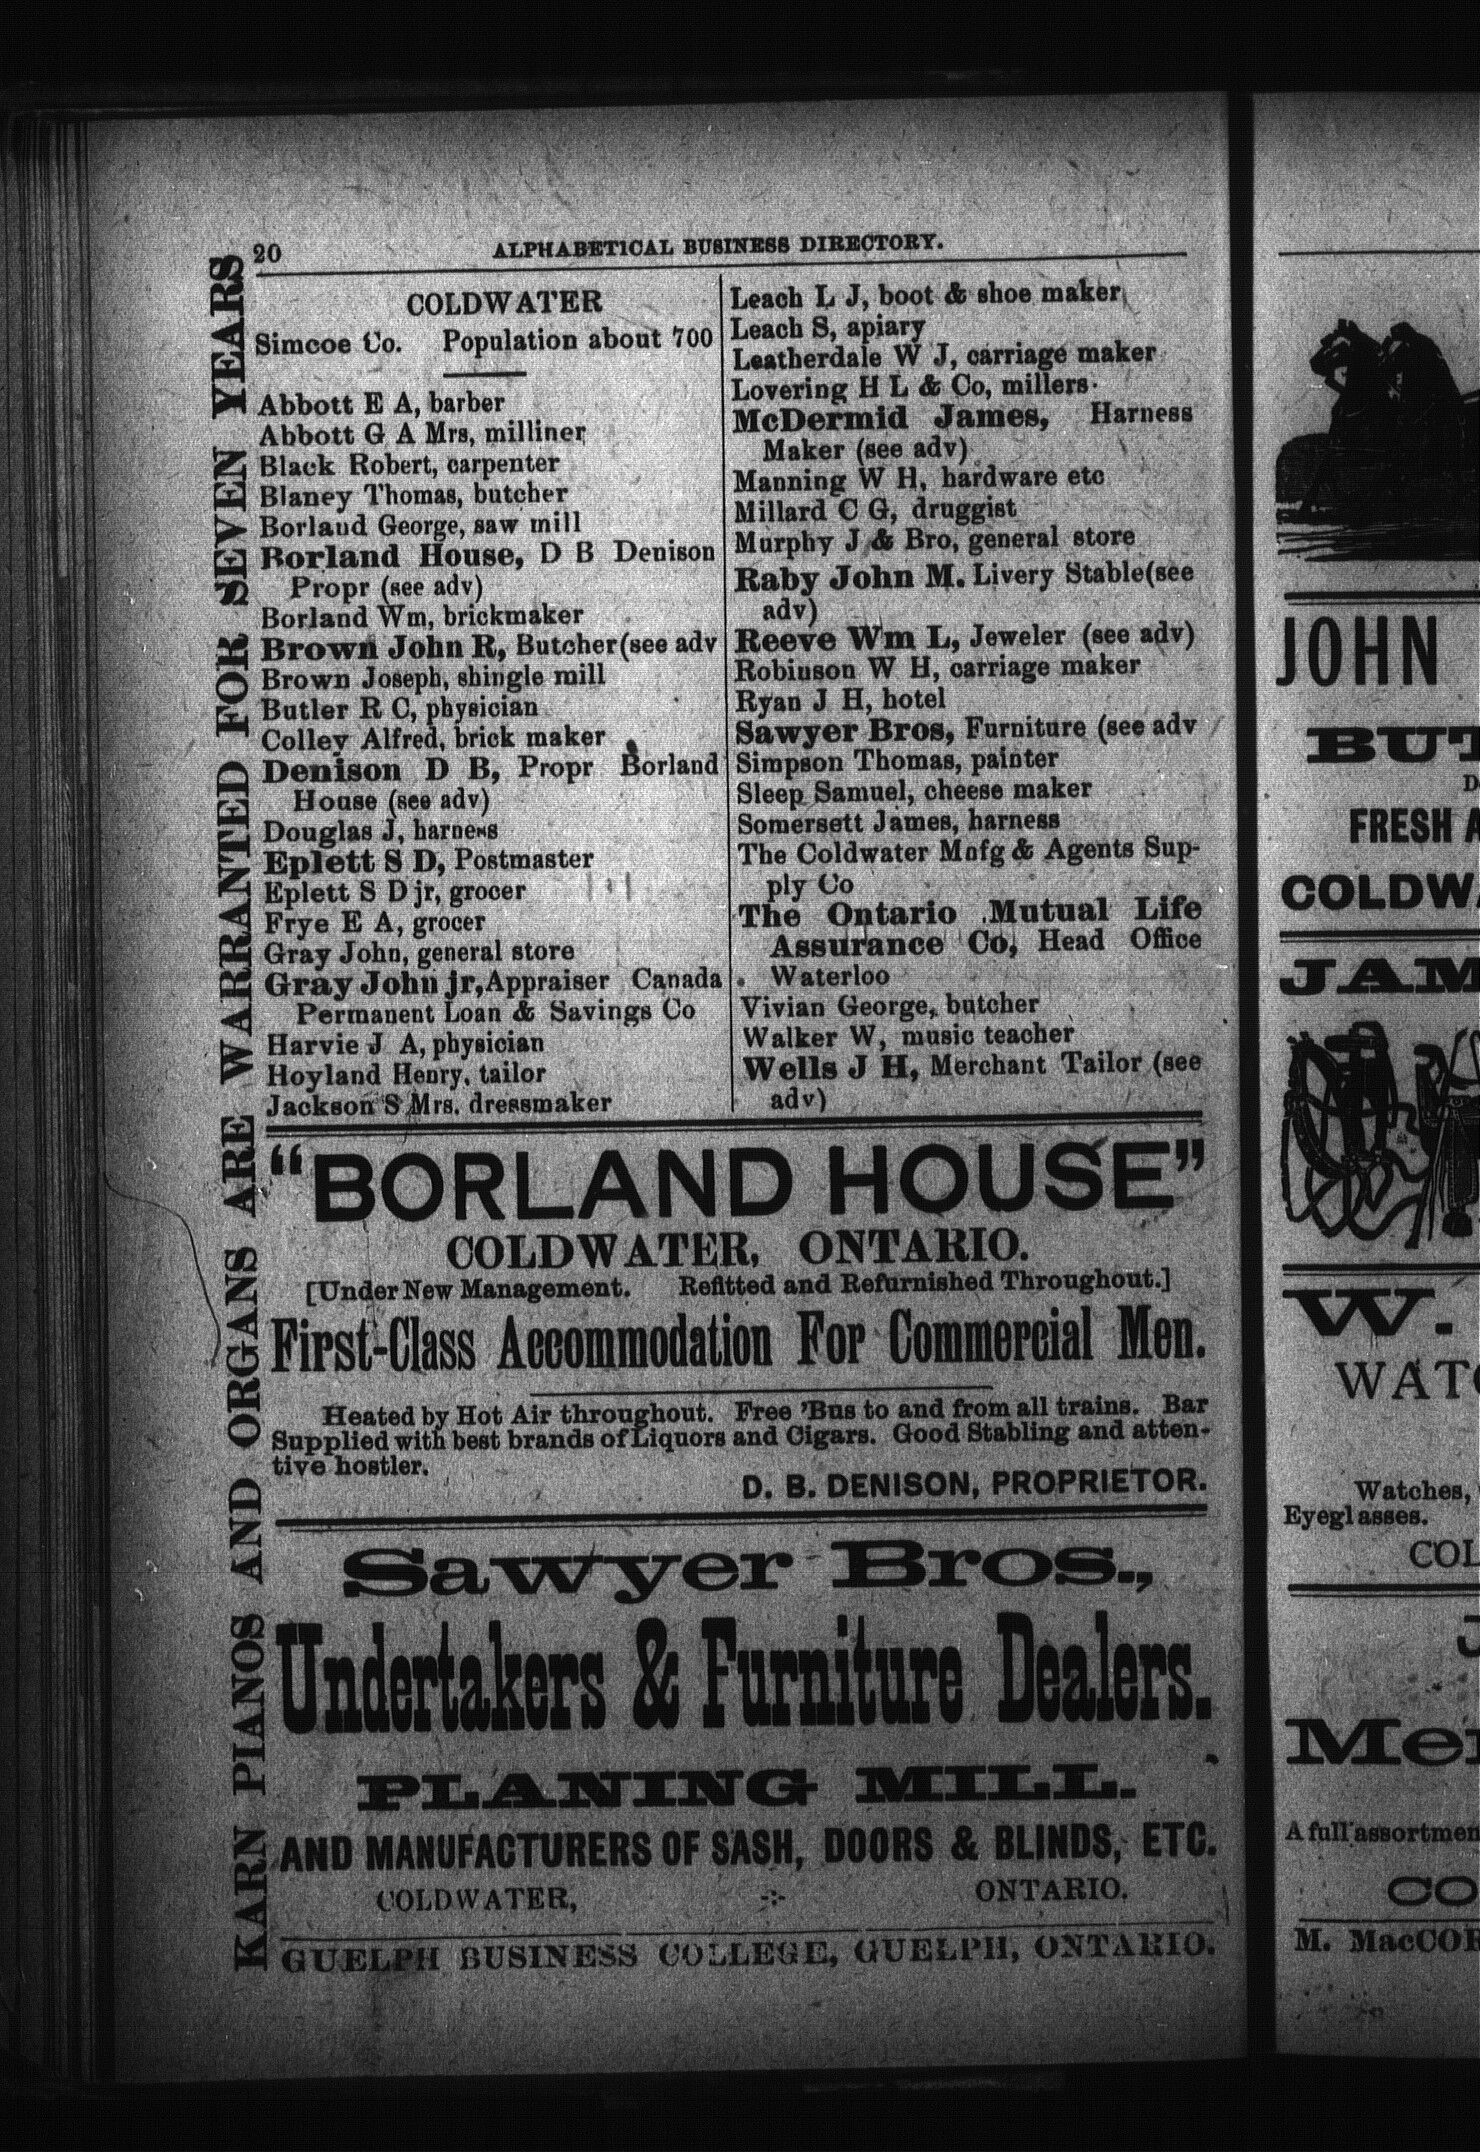 20
ALPHABETICAL BUSINESS DIRECTORY.
COLDWATER
Simcoe Co. Population about 700
Abbott E A, barber
Abbott G A Mrs, milliner
Black Robert, carpenter
Blaney Thomas, butcher
Borland George, saw mill
Borland House, D B Denison
Propr (see adv)
Borland Wm, brickmaker
Brown John R, Butcher(see adv
Brown Joseph, shingle mill
Butler R C, physician
Colley Alfred, brick maker
Denison D B, Propr Borland
House (see adv)
Douglas J, harness
Eplett S D, Postmaster
Eplett S D jr, grocer
Frye E A, grocer
Gray John, general store
Gray John jr, Appraiser Canada
Permanent Loan & Savings Co
Harvie J A, physician
Hoyland Henry, tailor
Jackson S Mrs. dressmaker
Leach L J, boot & shoe maker
Leach S, apiary
Leatherdale W J, carriage maker
Lovering H L & Co, millers
McDermid James, Harness
Maker (see adv)
Manning W H, hardware etc
Millard C G, druggist
Murphy J & Bro, general store
Raby John M. Livery Stable(see
adv)
Reeve Wm L, Jeweler (see adv)
Robinson W H, carriage maker
Ryan J H, hotel
Sawyer Bros, Furniture (see adv
Simpson Thomas, painter
Sleep Samuel, cheese maker
Somersett James, harness
The Coldwater Mnfg & Agents Sup-
ply Co
The Ontario Mutual Life
Assurance Co, Head Office
Waterloo
Vivian George, butcher
Walker W, music teacher
Wells J H, Merchant Tailor (see
adv)
"BORLAND HOUSE"
COLDWATER, ONTARIO.
[Under New Management. Refitted and Refurnished Throughout.]
First-Class Accommodation For Commercial Men.
Heated by Hot Air throughout. Free 'Bus to and from all trains. Bar
Supplied with best brands of Liquors and Cigars. Good Stabling and atten-
tive hostler.
D. B. DENISON, PROPRIETOR.
Sawyer Bros.,
Undertakers & Furniture Dealers.
PLANING MILL.
AND MANUFACTURERS OF SASH, DOORS & BLINDS, ETC.
COLDWATER, -:- ONTARIO.
GUELPH BUSINESS COLLEGE, GUELPH, ONTARIO.
KARN PIANOS AND ORGANS ARE WARRANTED FOR SEVEN YEARS
JOHN
BUT
FRESH A
COLDWA
JAM
W.
WATC
Watches,
Eyeglasses.
COL
J
Mer
A full assortmen
CO
M. MacCOR